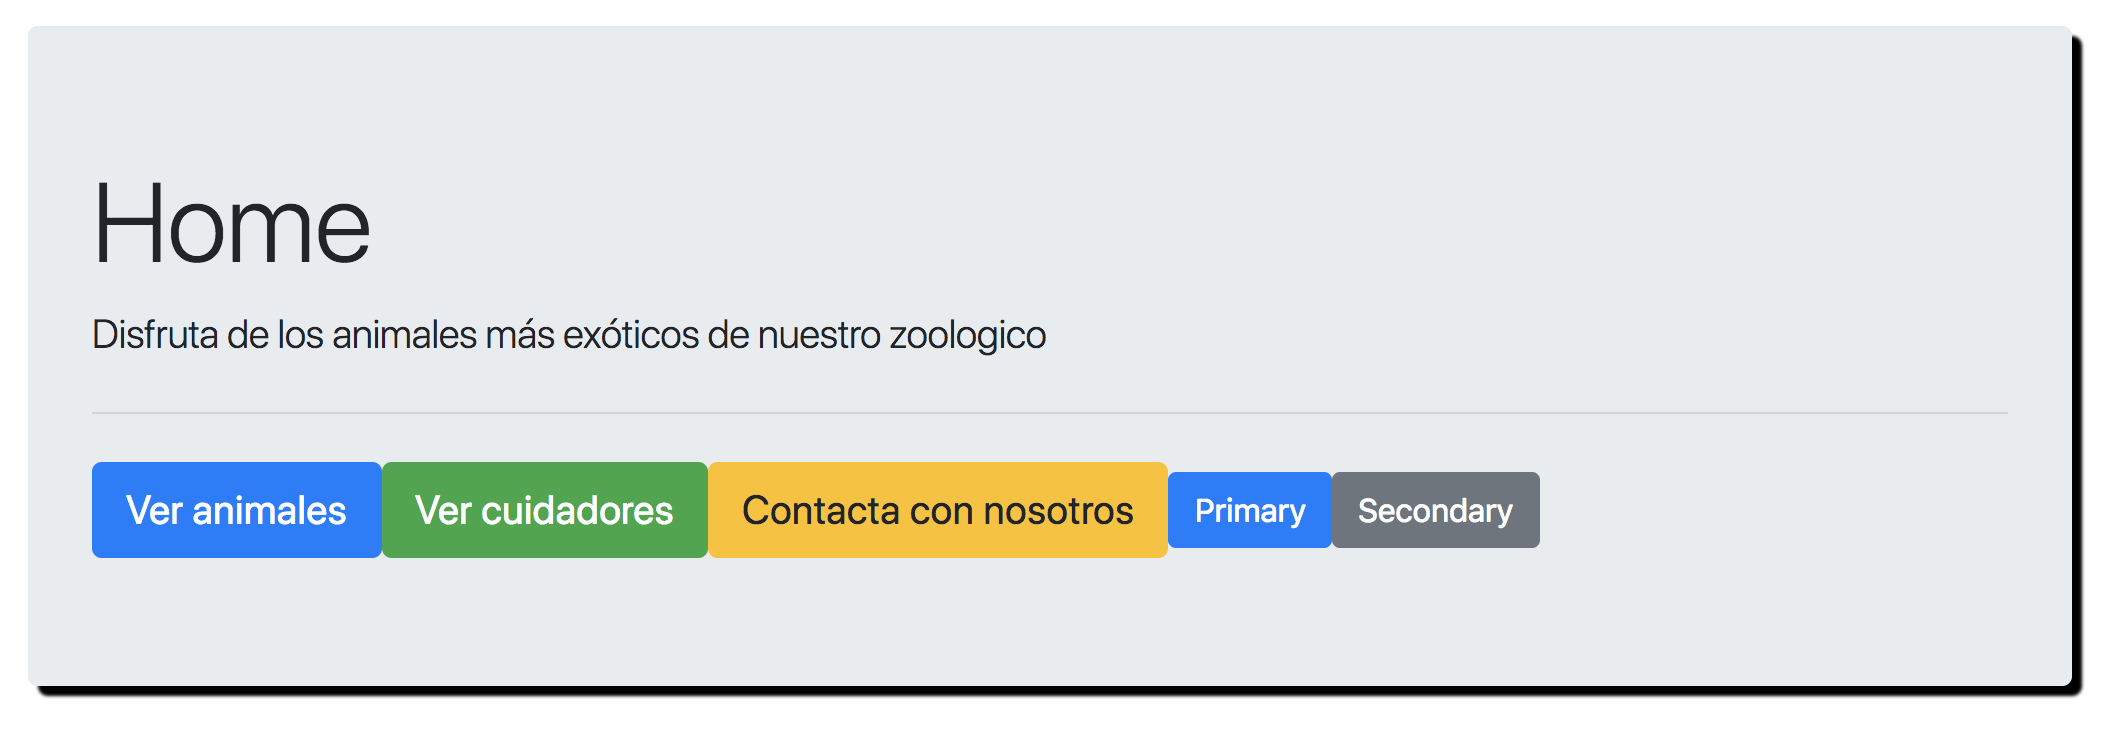 Home
Disfruta de los animales más exóticos de nuestro zoologico
Ver animales Ver cuidadores Contacta con nosotros Primary Secondary